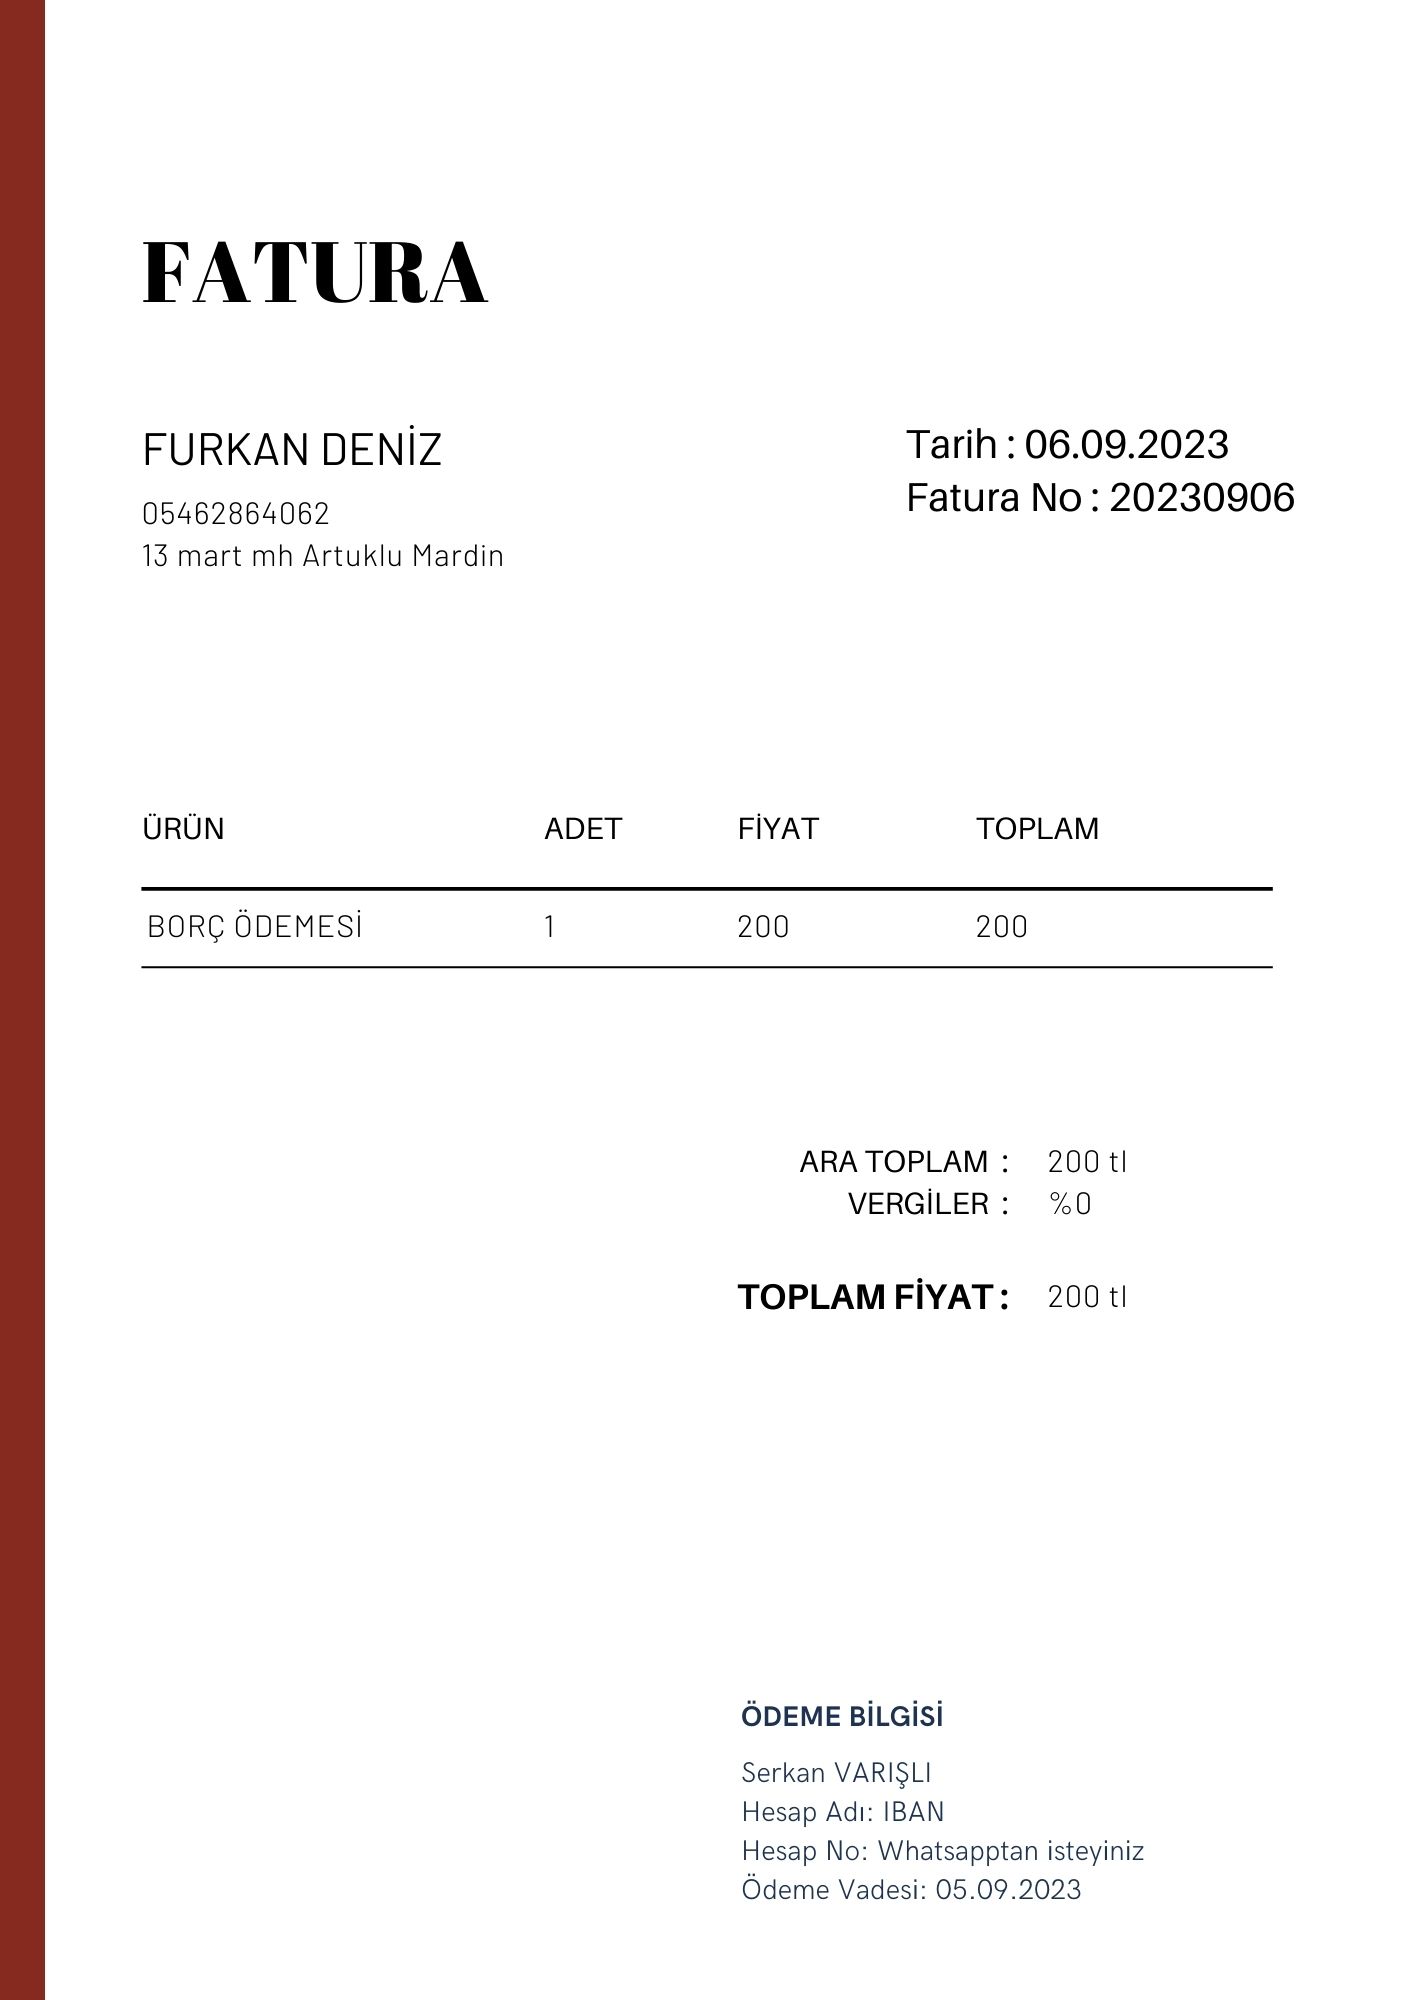 FATURA
FURKAN DENİZ
05462864062
13 mart mh Artuklu Mardin
Tarih : 06.09.2023
Fatura No : 20230906
ÜRÜN ADET FİYAT TOPLAM
BORÇ ÖDEMESİ 1 200 200
ARA TOPLAM : 200 tl
VERGİLER : %0
TOPLAM FİYAT : 200 tl
ÖDEME BİLGİSİ
Serkan VARIŞLI
Hesap Adı: IBAN
Hesap No: Whatsapptan isteyiniz
Ödeme Vadesi: 05.09.2023